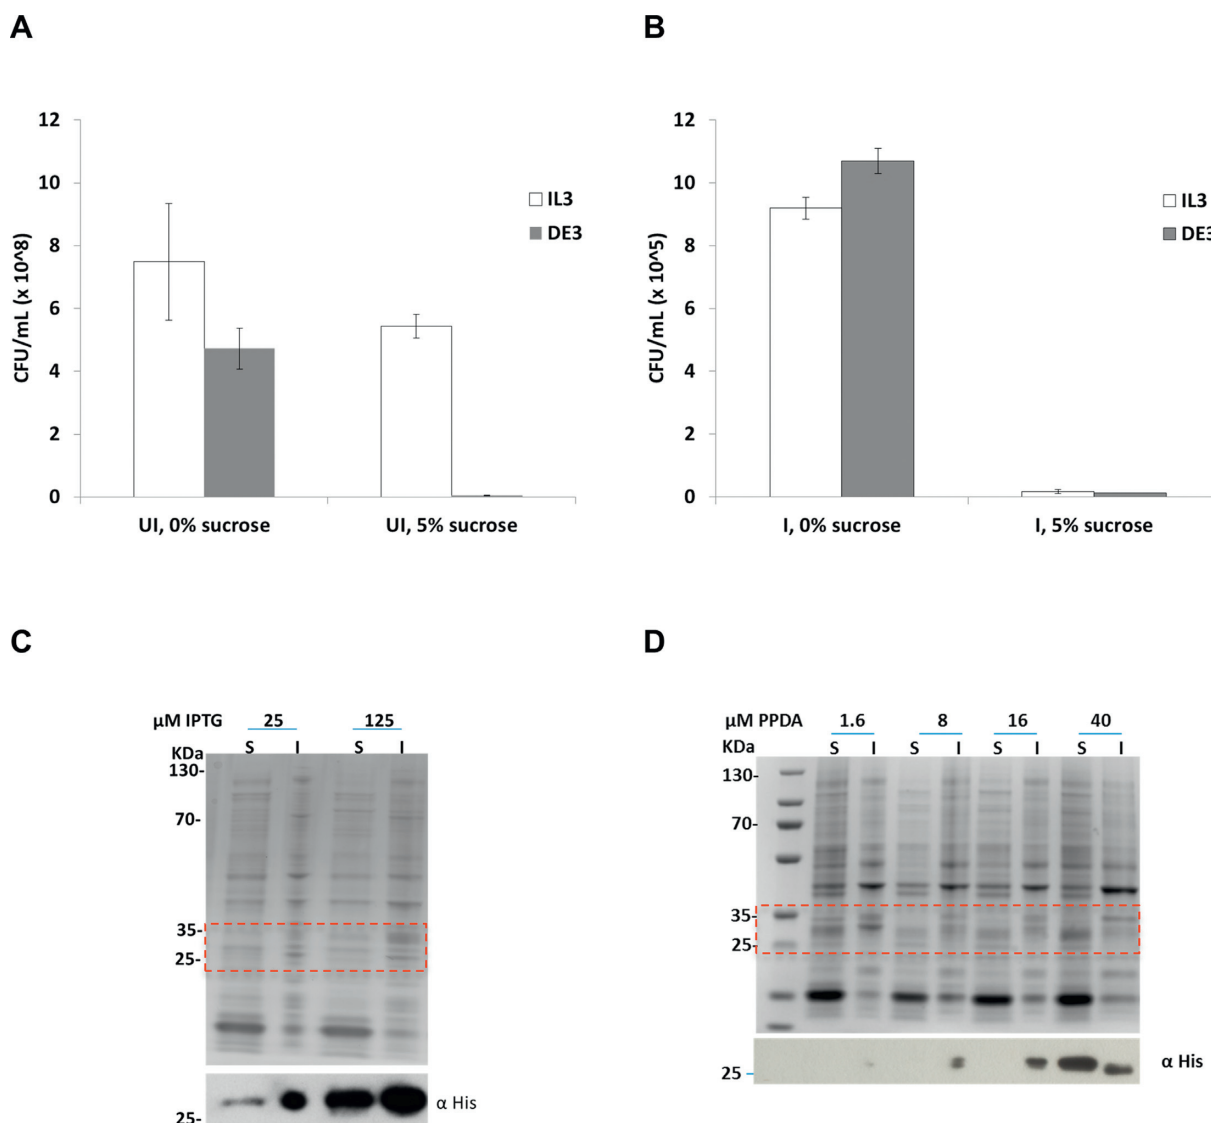 A
12
10
8
6
4
2
0
CFU/mL (x 10^8)
IL3
DE3
UI, 0% sucrose
UI, 5% sucrose
B
12
10
8
6
4
2
0
CFU/mL (x 10^5)
IL3
DE3
I, 0% sucrose
I, 5% sucrose
C
µM IPTG 25 125
KDa S I S I
130-
70-
35-
25-
α His
25-
D
µM PPDA 1.6 8 16 40
KDa S I S I S I S I
130-
70-
35-
25-
α His
25